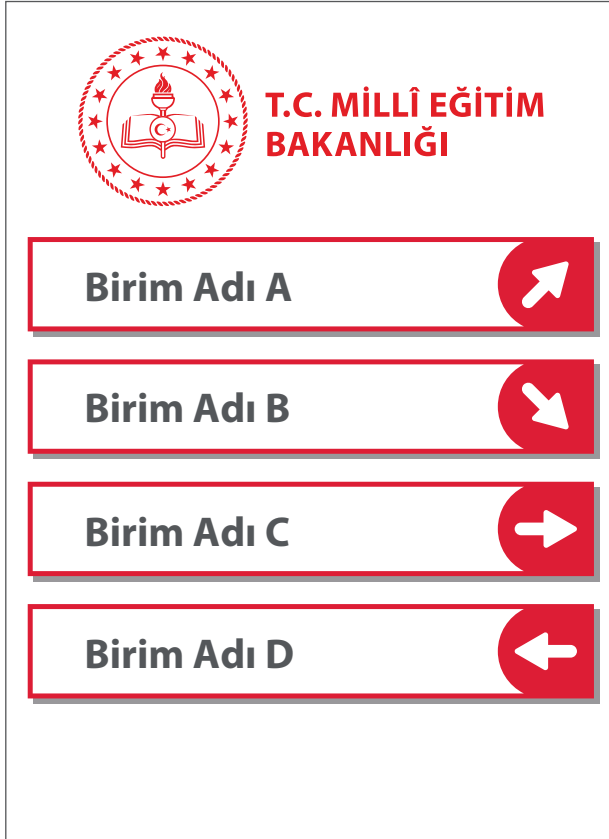 T.C. MİLLÎ EĞİTİM
BAKANLIĞI
Birim Adı A
Birim Adı B
Birim Adı C
Birim Adı D